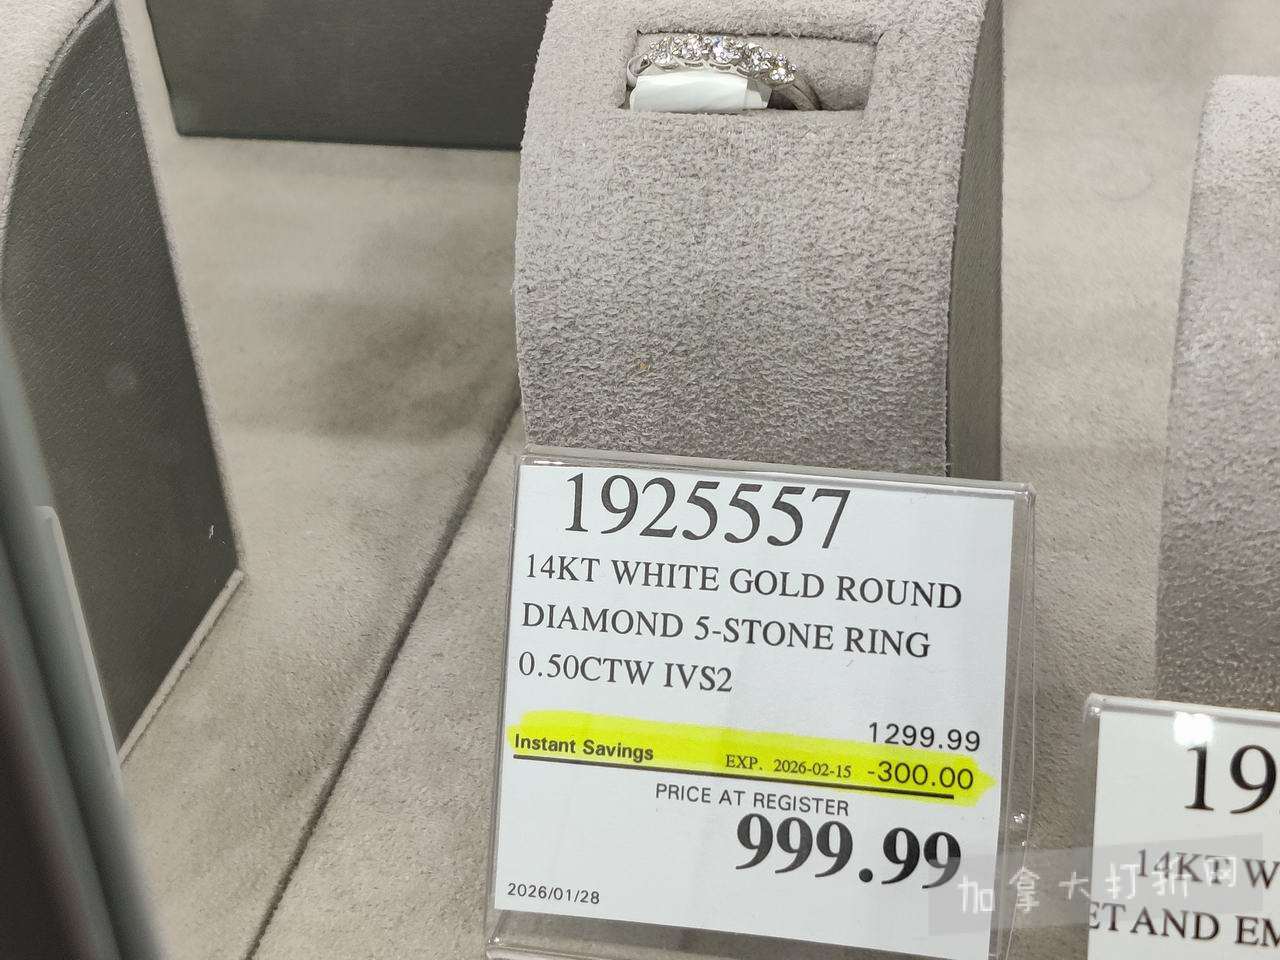 1925557
14KT WHITE GOLD ROUND
DIAMOND 5-STONE RING
0.50CTW IVS2
1299.99
Instant Savings EXP. 2026-02-15 -300.00
PRICE AT REGISTER
999.99
2026/01/28
加拿大打折网
19
14KT W
ET AND EM